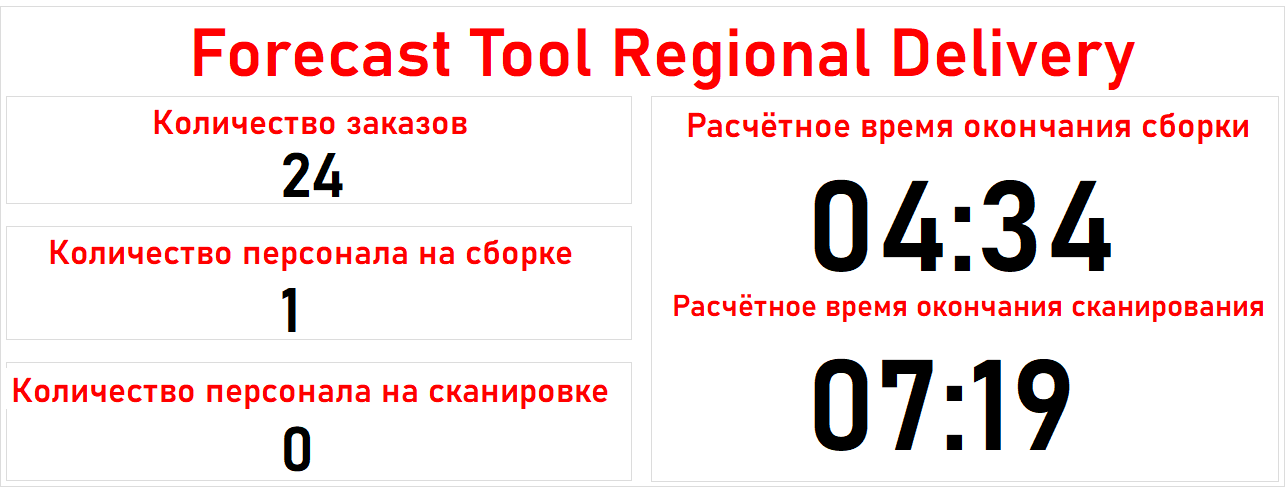 Forecast Tool Regional Delivery
Количество заказов
24
Количество персонала на сборке
1
Количество персонала на сканировке
0
Расчётное время окончания сборки
04:34
Расчётное время окончания сканирования
07:19